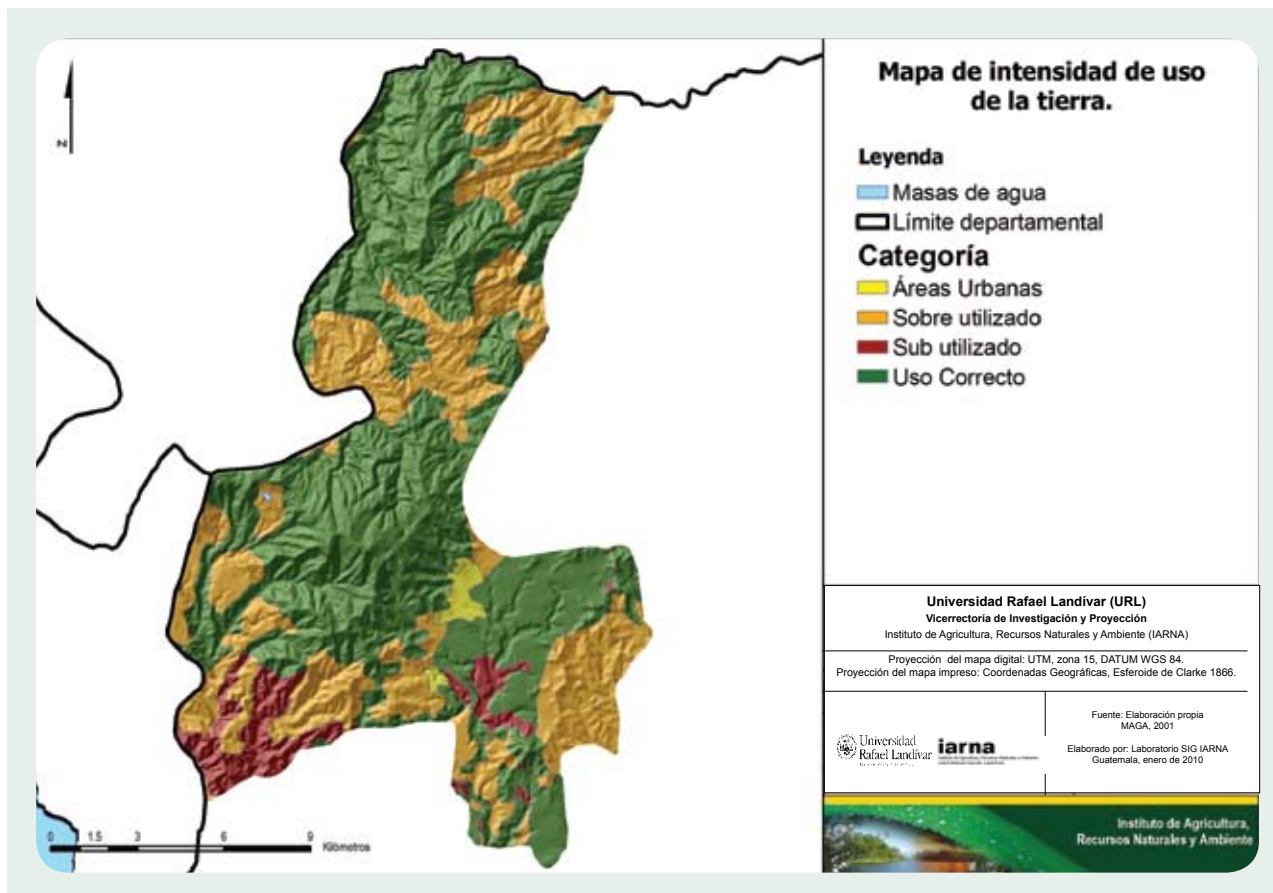 Mapa de intensidad de uso
de la tierra.
Leyenda
Masas de agua
Límite departamental
Categoría
Áreas Urbanas
Sobre utilizado
Sub utilizado
Uso Correcto
Universidad Rafael Landívar (URL)
Vicerrectoría de Investigación y Proyección
Instituto de Agricultura, Recursos Naturales y Ambiente (IARNA)
Proyección del mapa digital: UTM, zona 15, DATUM WGS 84.
Proyección del mapa impreso: Coordenadas Geográficas, Esferoide de Clarke 1866.
Universidad
Rafael Landívar
iarna
Fuente: Elaboración propia
MAGA, 2001
Elaborado por: Laboratorio SIG IARNA
Guatemala, enero de 2010
Instituto de Agricultura,
Recursos Naturales y Ambiente
N
0 1.5 3 6 9
Kilómetros